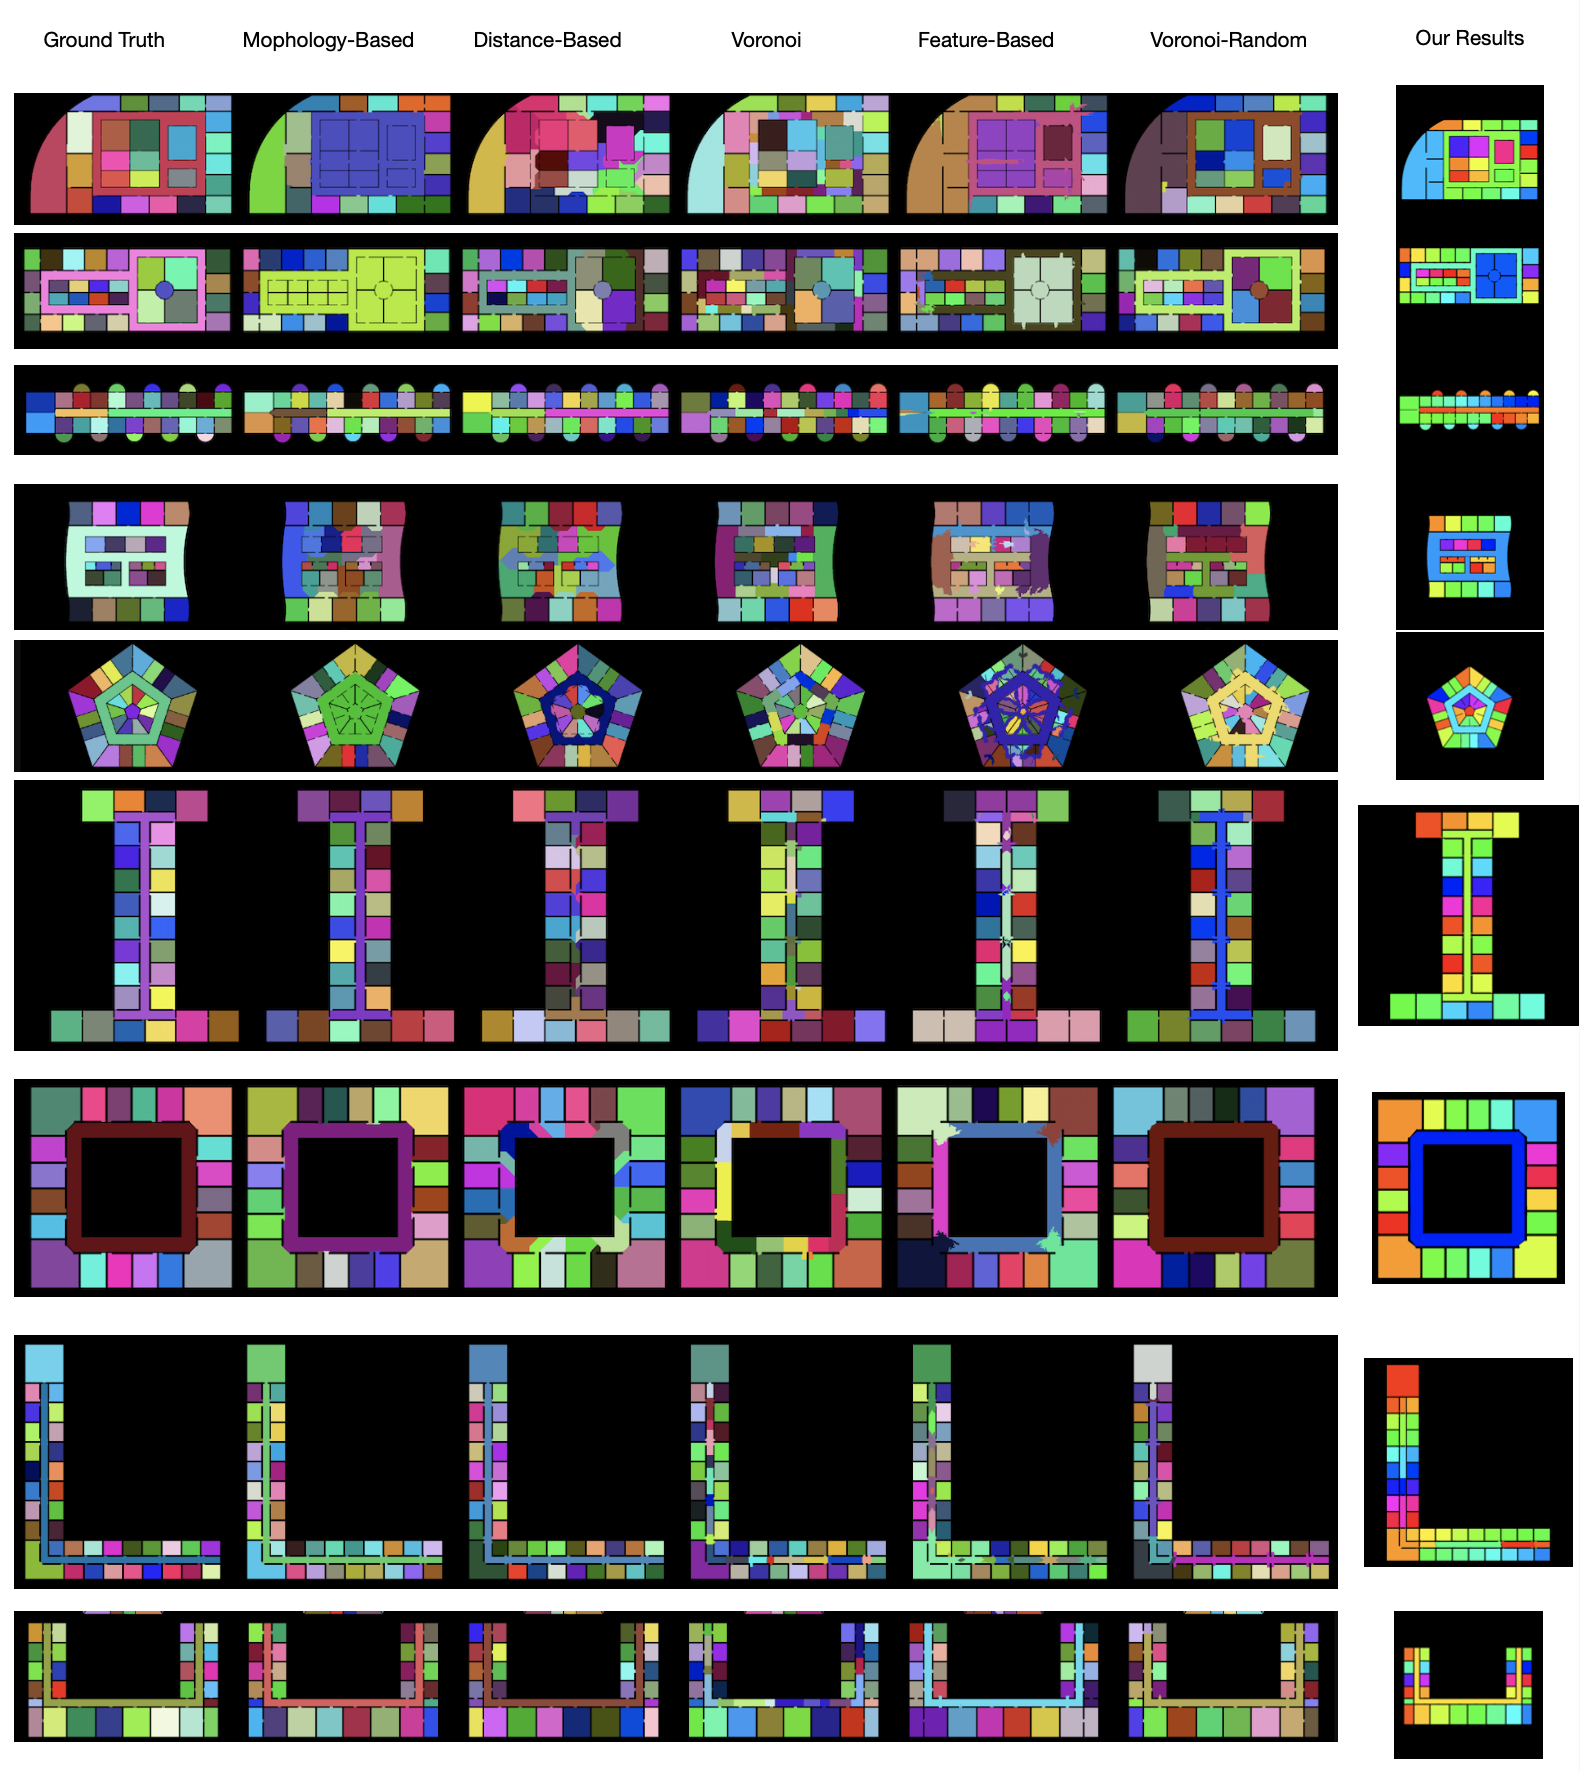 Ground Truth
Mophology-Based
Distance-Based
Voronoi
Feature-Based
Voronoi-Random
Our Results